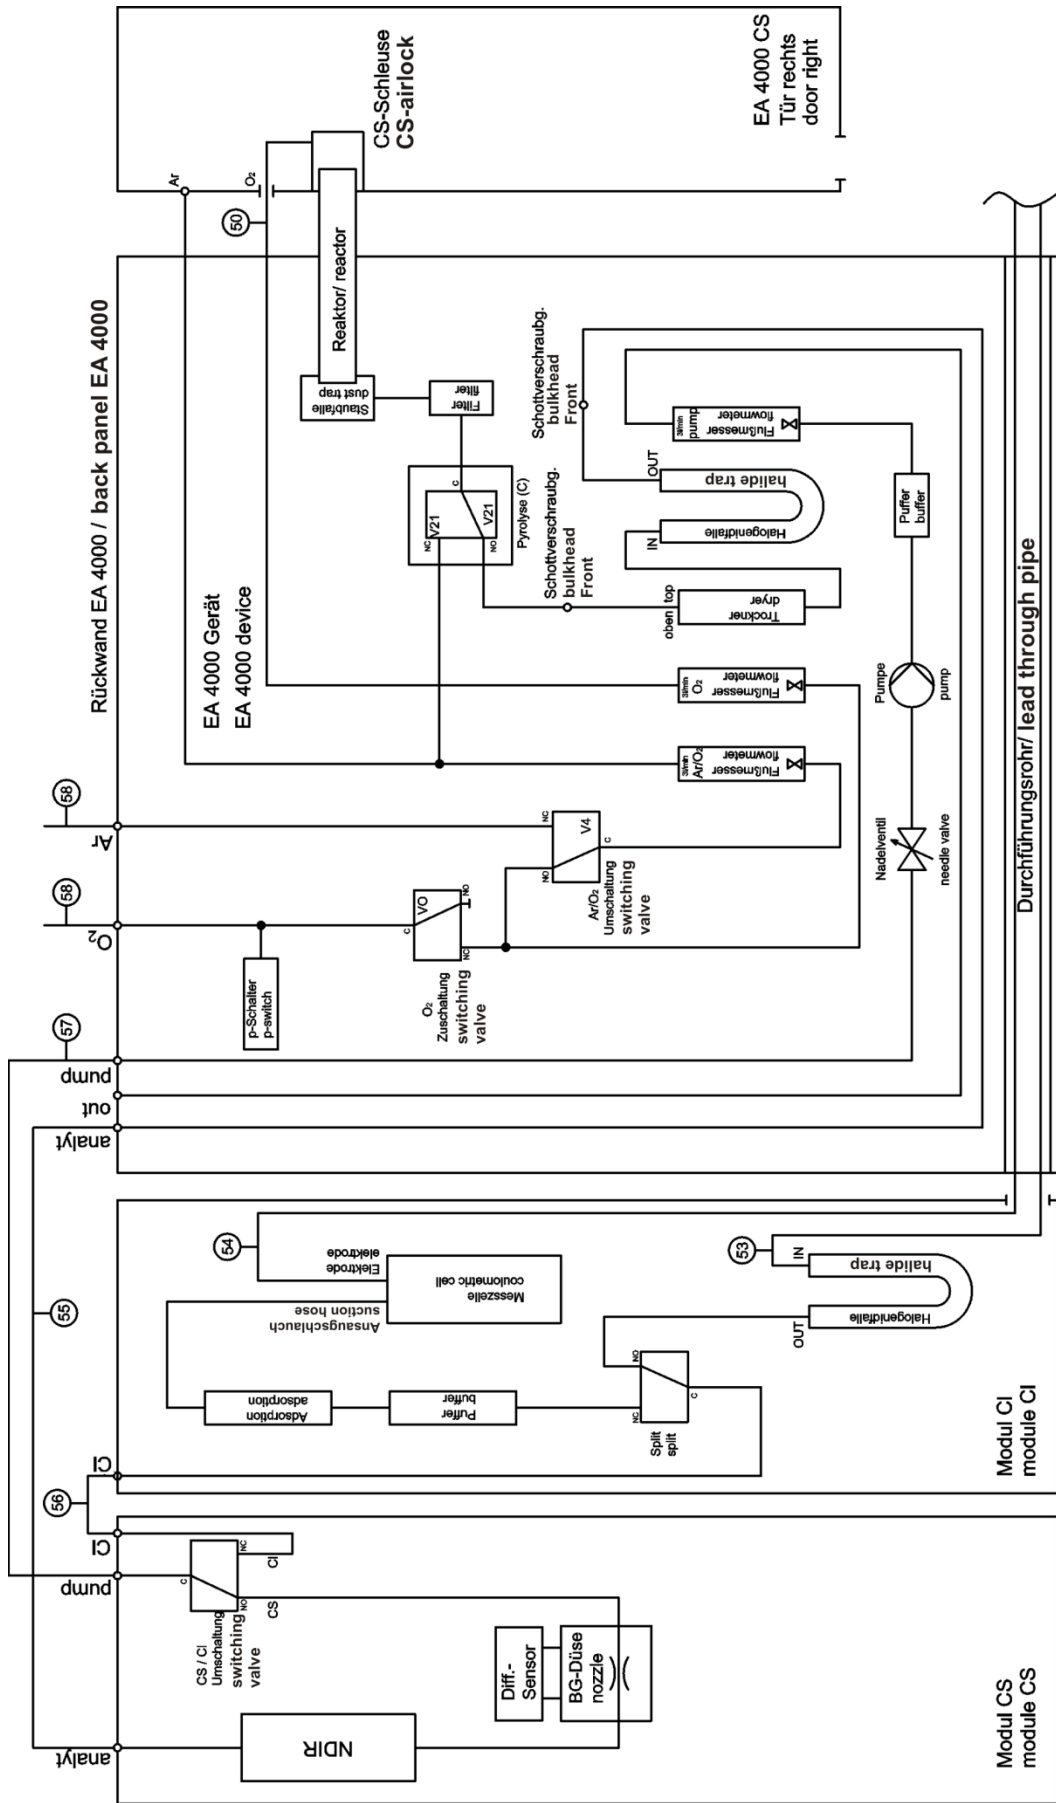 Rückwand EA 4000 / back panel EA 4000
EA 4000 Gerät
EA 4000 device
CS-Schleuse
CS-airlock
EA 4000 CS
Tür rechts
door right
Ar
O₂
50
Reaktor/ reactor
Staubfalle
dust trap
Filter
filter
C
NC
V21
V21
NO
Pyrolyse (C)
Schottverschraubg.
bulkhead
Front
Schottverschraubg.
bulkhead
Front
oben top
Trockner
dryer
IN
OUT
Halogenidfalle
halide trap
3l/min
pump
Flußmesser
flowmeter
Puffer
buffer
Pumpe
pump
Nadelventil
needle valve
3l/min
O₂
Flußmesser
flowmeter
3l/min
Ar/O₂
Flußmesser
flowmeter
58
Ar
58
O₂
57
pump
out
analyt
p-Schalter
p-switch
C
VO
NO
NC
O₂
Zuschaltung
switching
valve
NC
V4
NO
C
Ar/O₂
Umschaltung
switching
valve
Durchführungsrohr/ lead through pipe
54
Elektrode
elektrode
Ansaugschlauch
suction hose
Messzelle
coulometric call
Adsorption
adsorption
Puffer
buffer
NC
NO
C
Split
split
53
IN
OUT
Halogenidfalle
halide trap
Modul Cl
module Cl
55
56
Cl
Cl
pump
analyt
C
NC
NO
Cl
CS
CS / Cl
Umschaltung
switching
valve
NDIR
Diff.-
Sensor
BG-Düse
nozzle
Modul CS
module CS